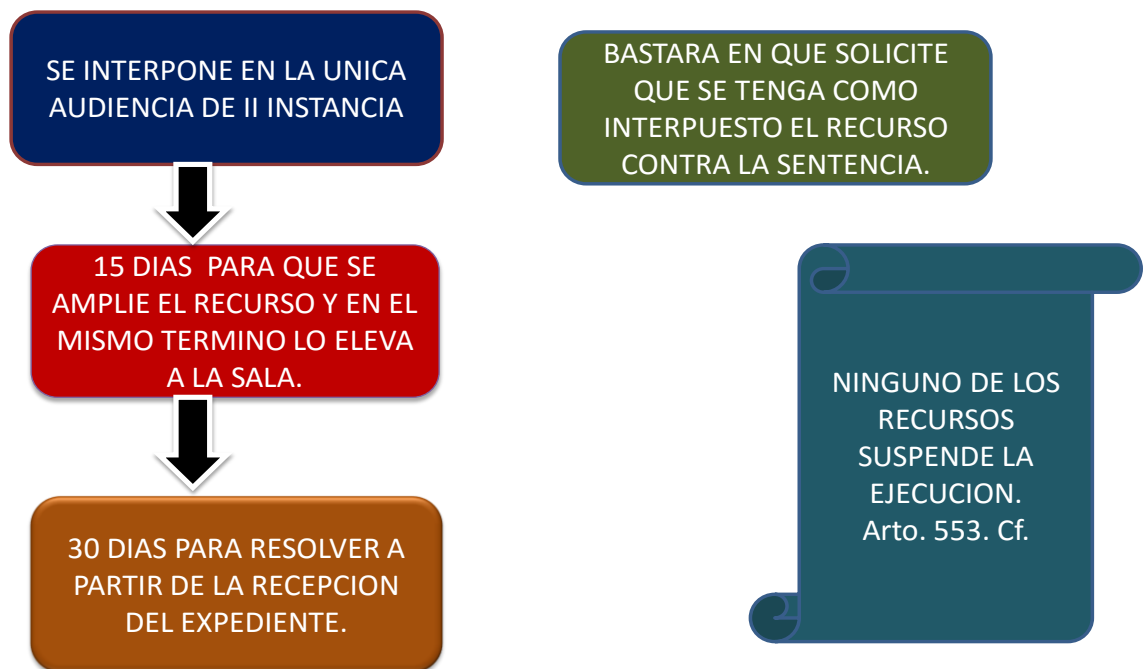 SE INTERPONE EN LA UNICA
AUDIENCIA DE II INSTANCIA
BASTARA EN QUE SOLICITE
QUE SE TENGA COMO
INTERPUESTO EL RECURSO
CONTRA LA SENTENCIA.
15 DIAS PARA QUE SE
AMPLIE EL RECURSO Y EN EL
MISMO TERMINO LO ELEVA
A LA SALA.
NINGUNO DE LOS
RECURSOS
SUSPENDE LA
EJECUCION.
Arto. 553. Cf.
30 DIAS PARA RESOLVER A
PARTIR DE LA RECEPCION
DEL EXPEDIENTE.